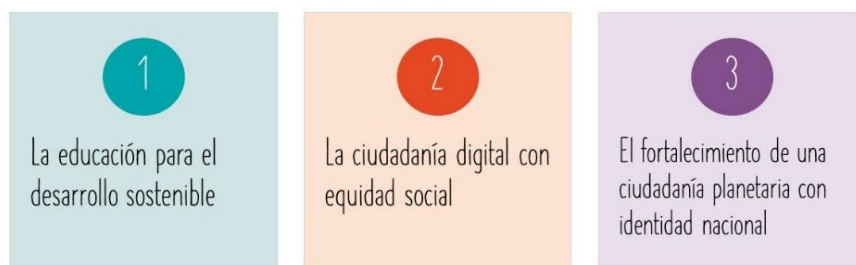 1
La educación para el
desarrollo sostenible
2
La ciudadanía digital con
equidad social
3
El fortalecimiento de una
ciudadanía planetaria con
identidad nacional